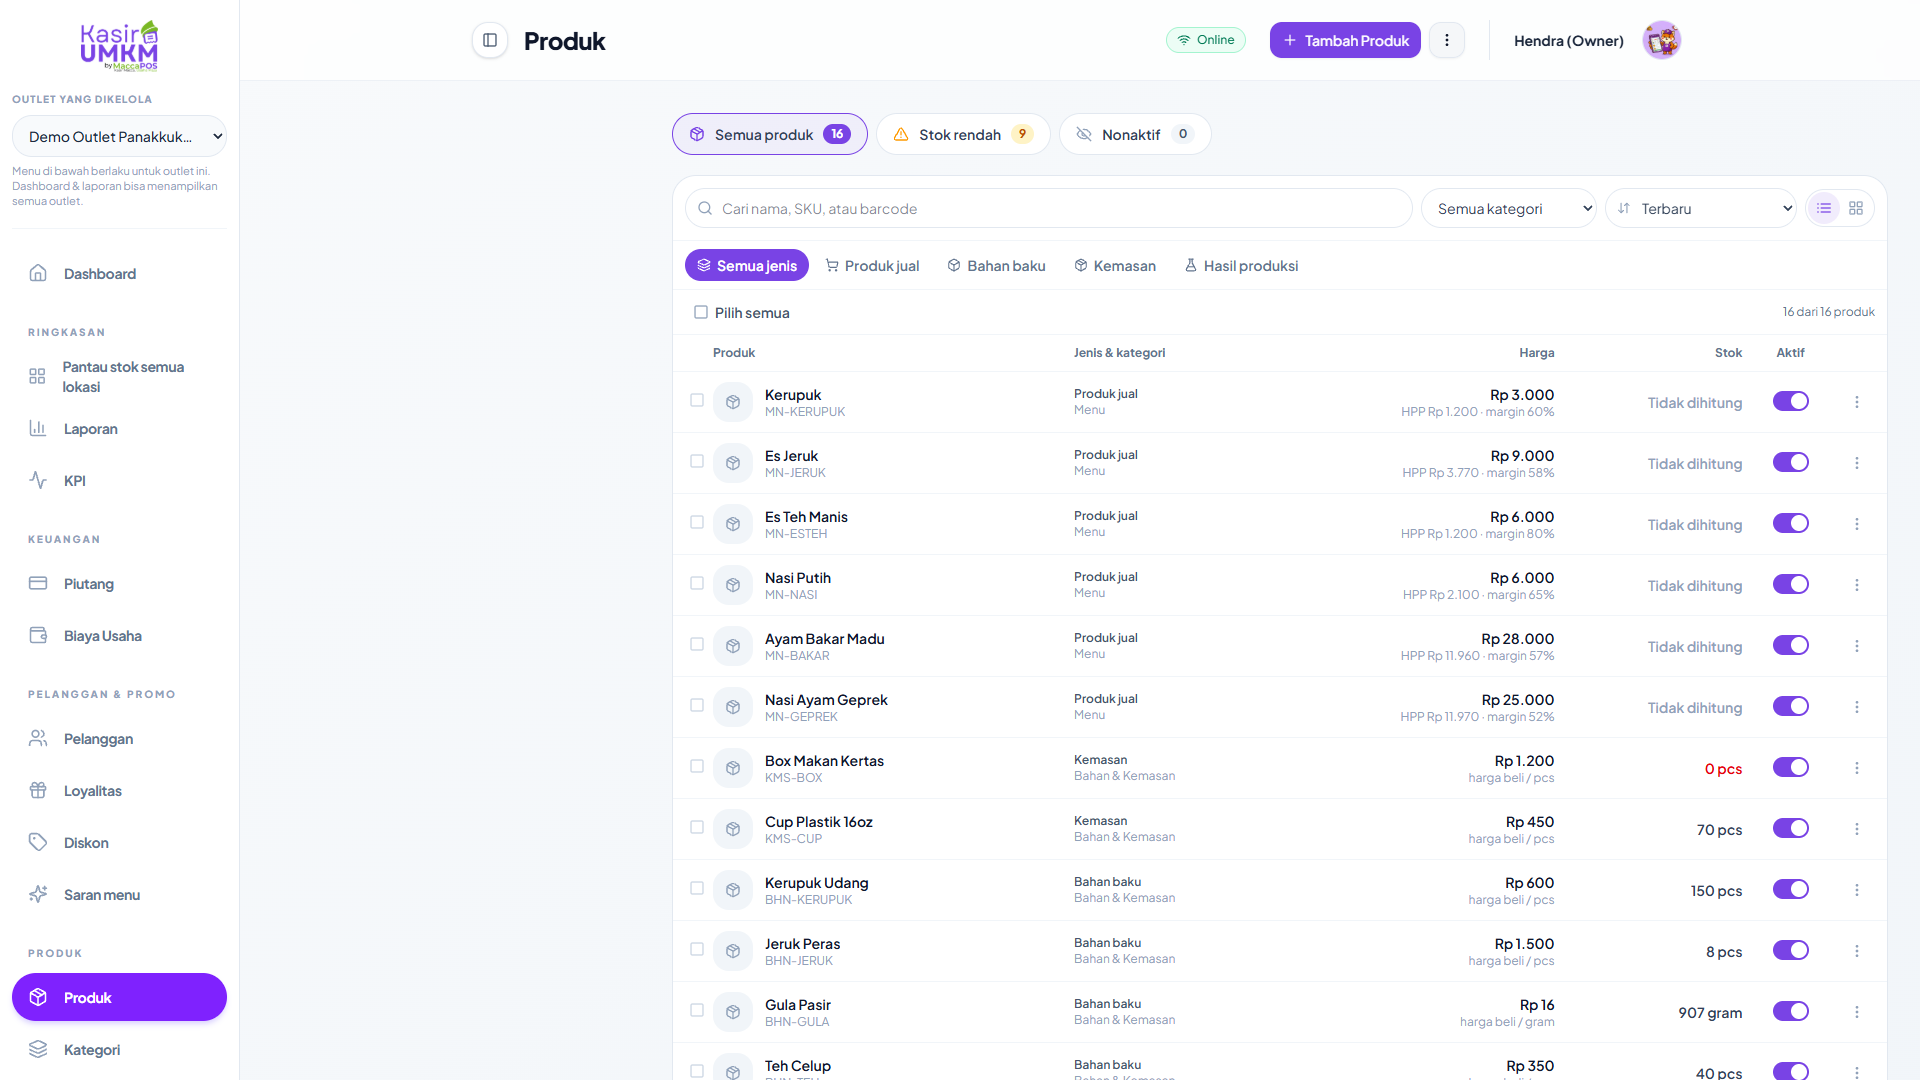 Kasir
UMKM
by MaccaPOS
OUTLET YANG DIKELOLA
Demo Outlet Panakkuk...
Menu di bawah berlaku untuk outlet ini.
Dashboard & laporan bisa menampilkan
semua outlet.
Dashboard
RINGKASAN
Pantau stok semua
lokasi
Laporan
KPI
KEUANGAN
Piutang
Biaya Usaha
PELANGGAN & PROMO
Pelanggan
Loyalitas
Diskon
Saran menu
PRODUK
Produk
Kategori
Produk
Online
Tambah Produk
Hendra (Owner)
Semua produk 16
Stok rendah 9
Nonaktif 0
Cari nama, SKU, atau barcode
Semua kategori
Terbaru
Semua jenis
Produk jual
Bahan baku
Kemasan
Hasil produksi
Pilih semua
16 dari 16 produk
Produk Jenis & kategori Harga Stok Aktif
Kerupuk Produk jual Rp 3.000 Tidak dihitung
MN-KERUPUK Menu HPP Rp 1.200 · margin 60%
Es Jeruk Produk jual Rp 9.000 Tidak dihitung
MN-JERUK Menu HPP Rp 3.770 · margin 58%
Es Teh Manis Produk jual Rp 6.000 Tidak dihitung
MN-ESTEH Menu HPP Rp 1.200 · margin 80%
Nasi Putih Produk jual Rp 6.000 Tidak dihitung
MN-NASI Menu HPP Rp 2.100 · margin 65%
Ayam Bakar Madu Produk jual Rp 28.000 Tidak dihitung
MN-BAKAR Menu HPP Rp 11.960 · margin 57%
Nasi Ayam Geprek Produk jual Rp 25.000 Tidak dihitung
MN-GEPREK Menu HPP Rp 11.970 · margin 52%
Box Makan Kertas Kemasan Rp 1.200 0 pcs
KMS-BOX Bahan & Kemasan harga beli / pcs
Cup Plastik 16oz Kemasan Rp 450 70 pcs
KMS-CUP Bahan & Kemasan harga beli / pcs
Kerupuk Udang Bahan baku Rp 600 150 pcs
BHN-KERUPUK Bahan & Kemasan harga beli / pcs
Jeruk Peras Bahan baku Rp 1.500 8 pcs
BHN-JERUK Bahan & Kemasan harga beli / pcs
Gula Pasir Bahan baku Rp 16 907 gram
BHN-GULA Bahan & Kemasan harga beli / gram
Teh Celup Bahan baku Rp 350 40 pcs